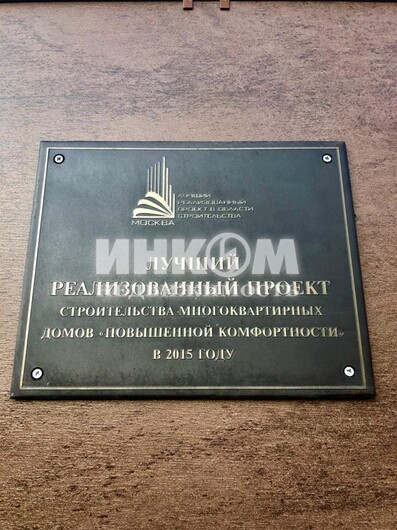 ЛУЧШИЙ
РЕАЛИЗОВАННЫЙ
ПРОЕКТ В ОБЛАСТИ
СТРОИТЕЛЬСТВА
МОСКВА
ИНКОМ
ЛУЧШИЙ
РЕАЛИЗОВАННЫЙ ПРОЕКТ
СТРОИТЕЛЬСТВА МНОГОКВАРТИРНЫХ
ДОМОВ «ПОВЫШЕННОЙ КОМФОРТНОСТИ»
В 2015 ГОДУ